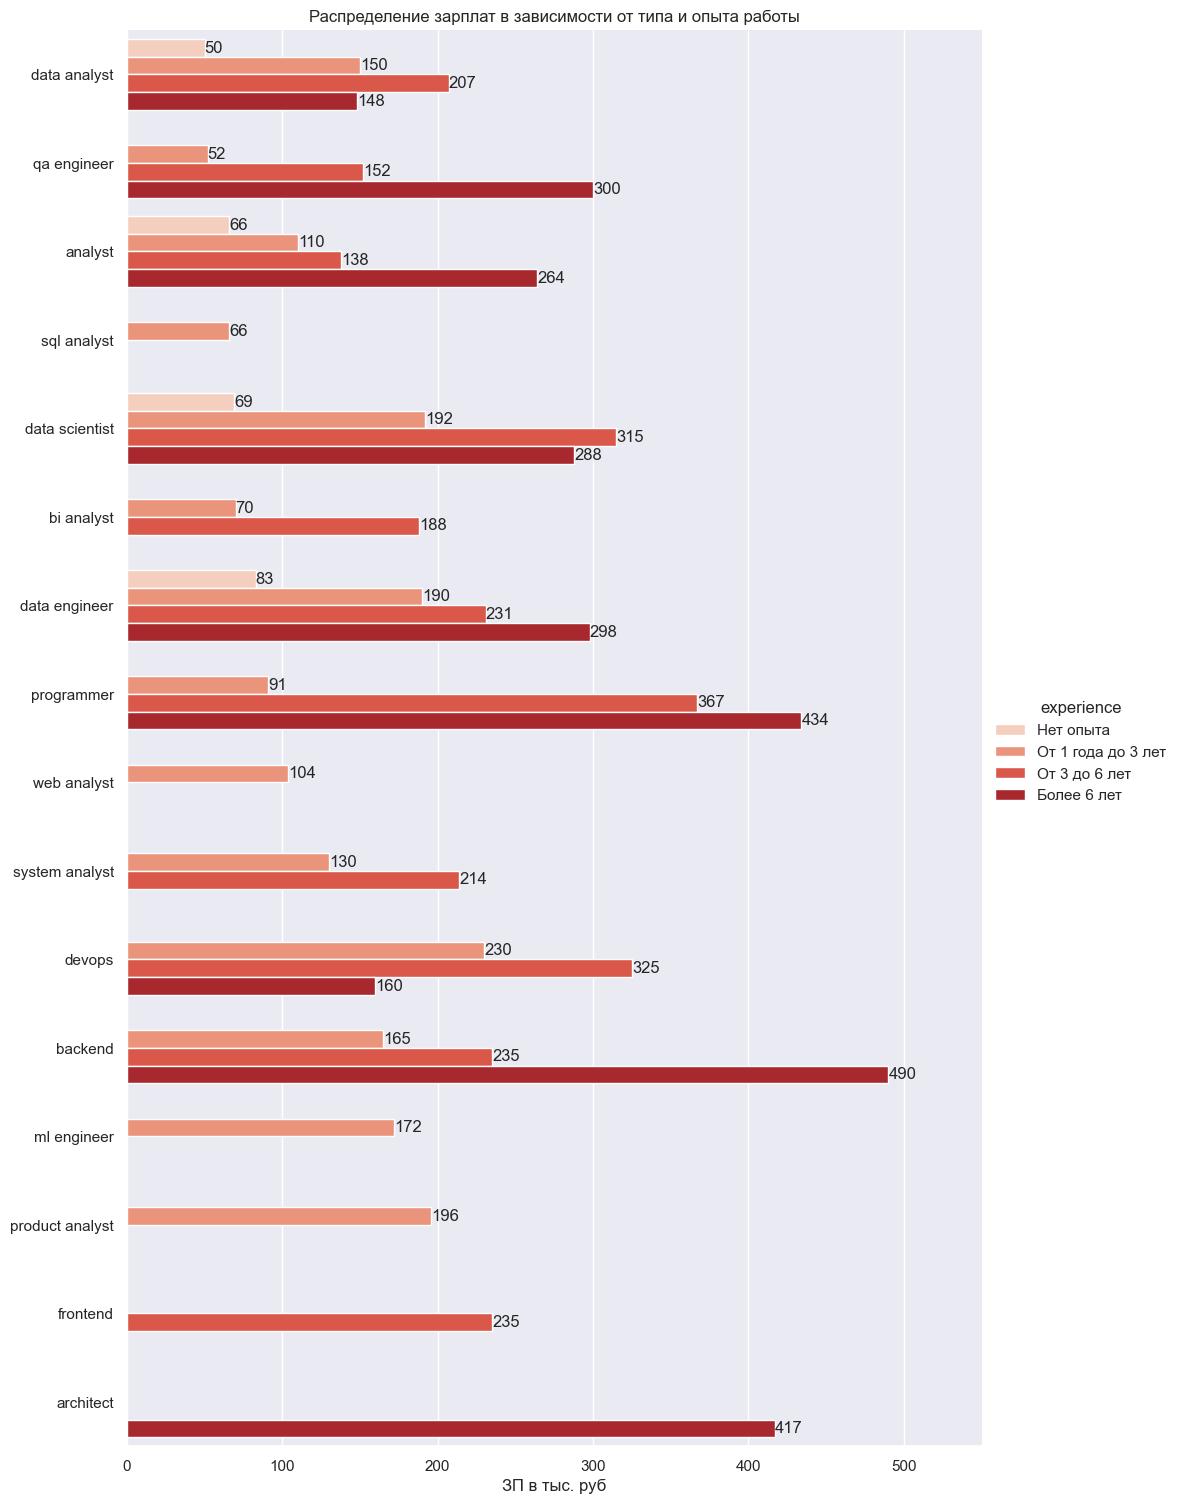 Распределение зарплат в зависимости от типа и опыта работы
data analyst
50
150
207
148
qa engineer
52
152
300
analyst
66
110
138
264
sql analyst
66
data scientist
69
192
315
288
bi analyst
70
188
data engineer
83
190
231
298
programmer
91
367
434
web analyst
104
system analyst
130
214
devops
230
325
160
backend
165
235
490
ml engineer
172
product analyst
196
frontend
235
architect
417
0 100 200 300 400 500
ЗП в тыс. руб
experience
Нет опыта
От 1 года до 3 лет
От 3 до 6 лет
Более 6 лет